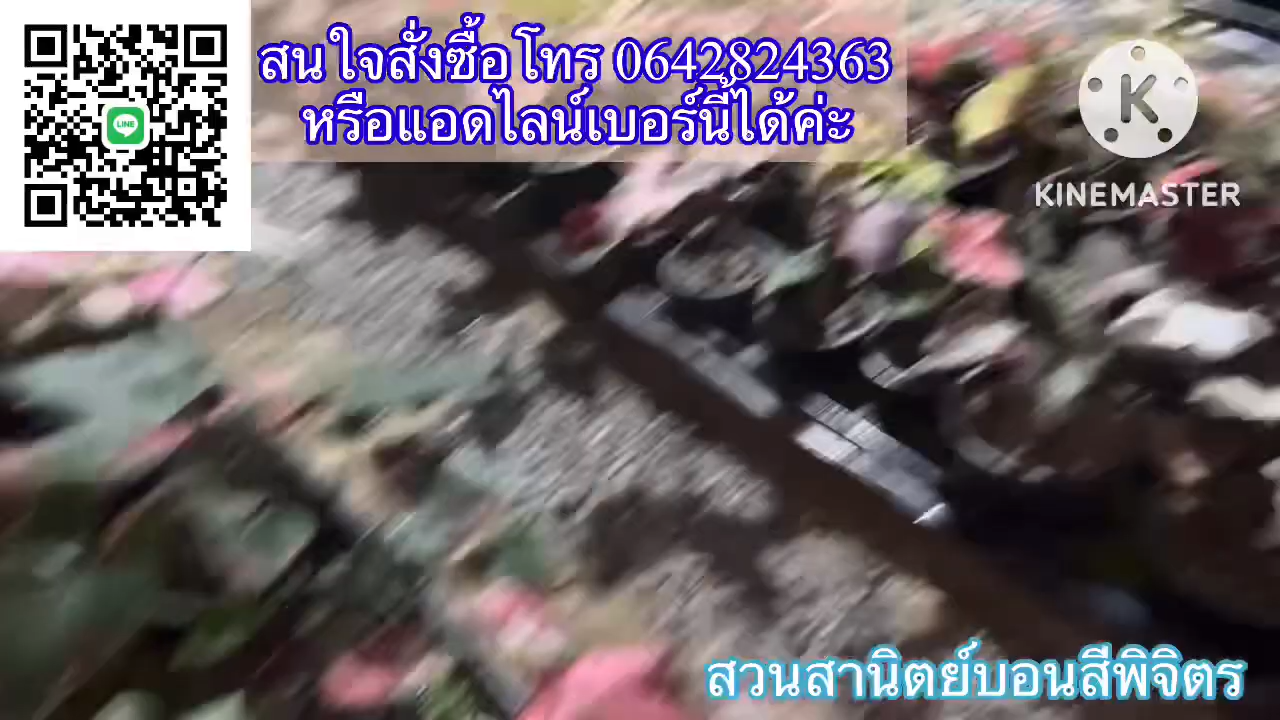 สนใจสั่งซื้อโทร 0642824363
หรือแอดไลน์เบอร์นี้ได้ค่ะ
LINE
K
KINEMASTER
สวนสานิตย์บอนสีพิจิตร